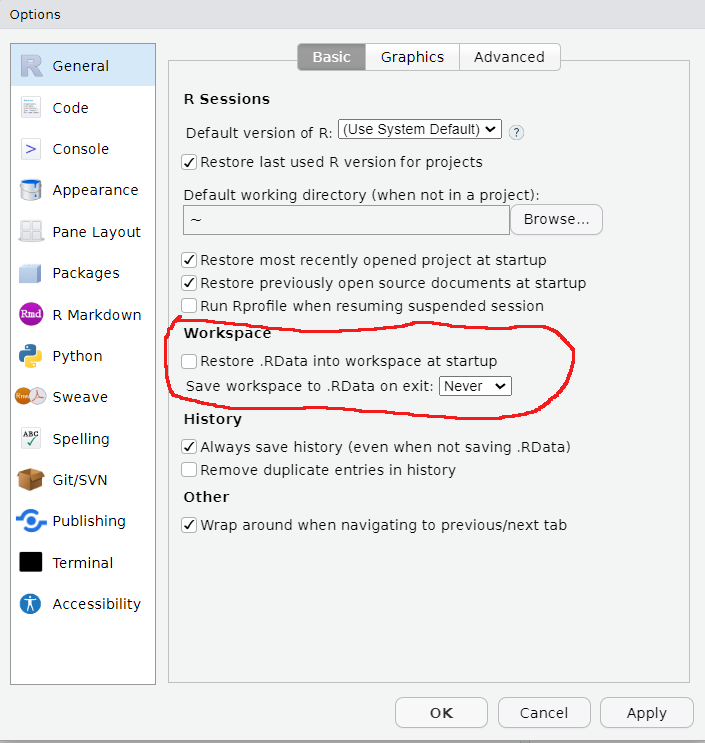 Options
General
Code
Console
Appearance
Pane Layout
Packages
Rmd R Markdown
Python
Sweave
ABC Spelling
Git/SVN
Publishing
Terminal
Accessibility
Basic Graphics Advanced
R Sessions
Default version of R: (Use System Default) ?
Restore last used R version for projects
Default working directory (when not in a project):
~ Browse...
Restore most recently opened project at startup
Restore previously open source documents at startup
Run Rprofile when resuming suspended session
Workspace
Restore .RData into workspace at startup
Save workspace to .RData on exit: Never
History
Always save history (even when not saving .RData)
Remove duplicate entries in history
Other
Wrap around when navigating to previous/next tab
OK Cancel Apply